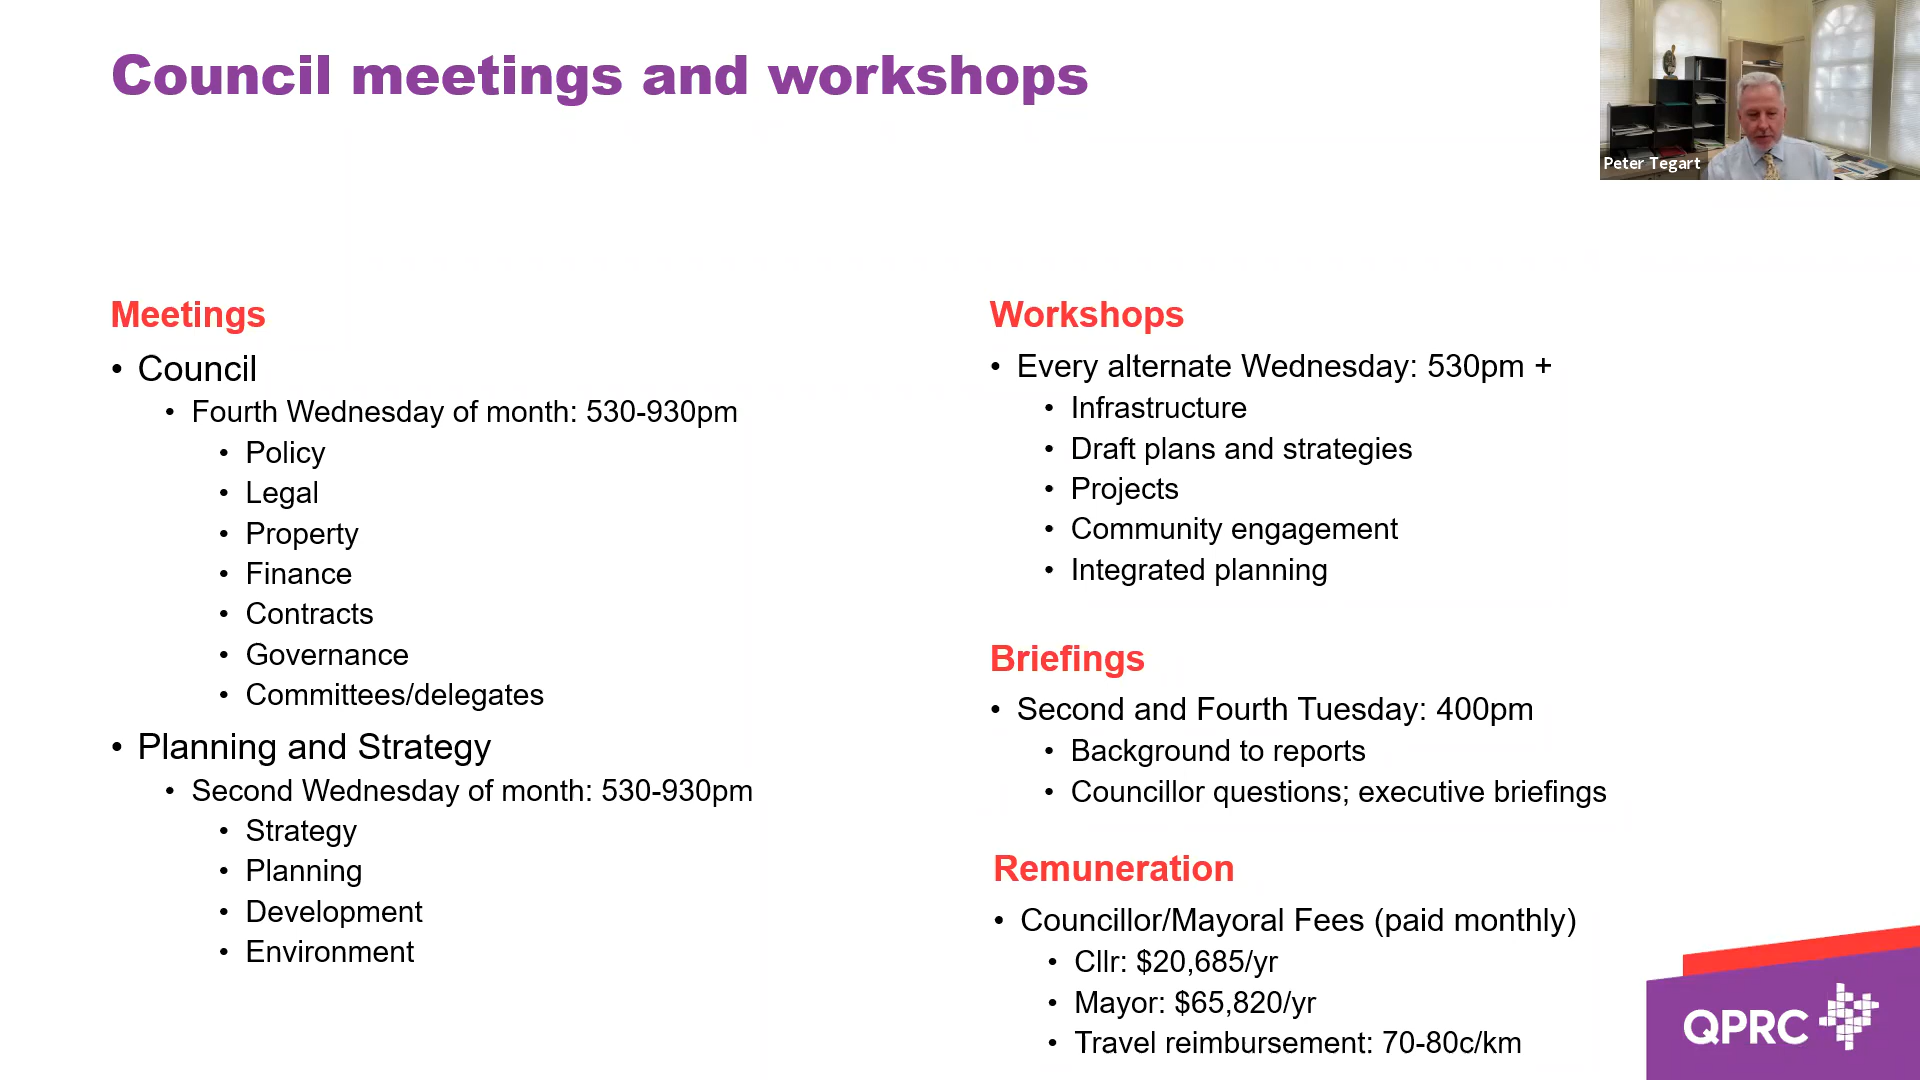 Council meetings and workshops
Peter Tegart
Meetings
• Council
• Fourth Wednesday of month: 530-930pm
• Policy
• Legal
• Property
• Finance
• Contracts
• Governance
• Committees/delegates
• Planning and Strategy
• Second Wednesday of month: 530-930pm
• Strategy
• Planning
• Development
• Environment
Workshops
• Every alternate Wednesday: 530pm +
• Infrastructure
• Draft plans and strategies
• Projects
• Community engagement
• Integrated planning
Briefings
• Second and Fourth Tuesday: 400pm
• Background to reports
• Councillor questions; executive briefings
Remuneration
• Councillor/Mayoral Fees (paid monthly)
• Cllr: $20,685/yr
• Mayor: $65,820/yr
• Travel reimbursement: 70-80c/km
QPRC